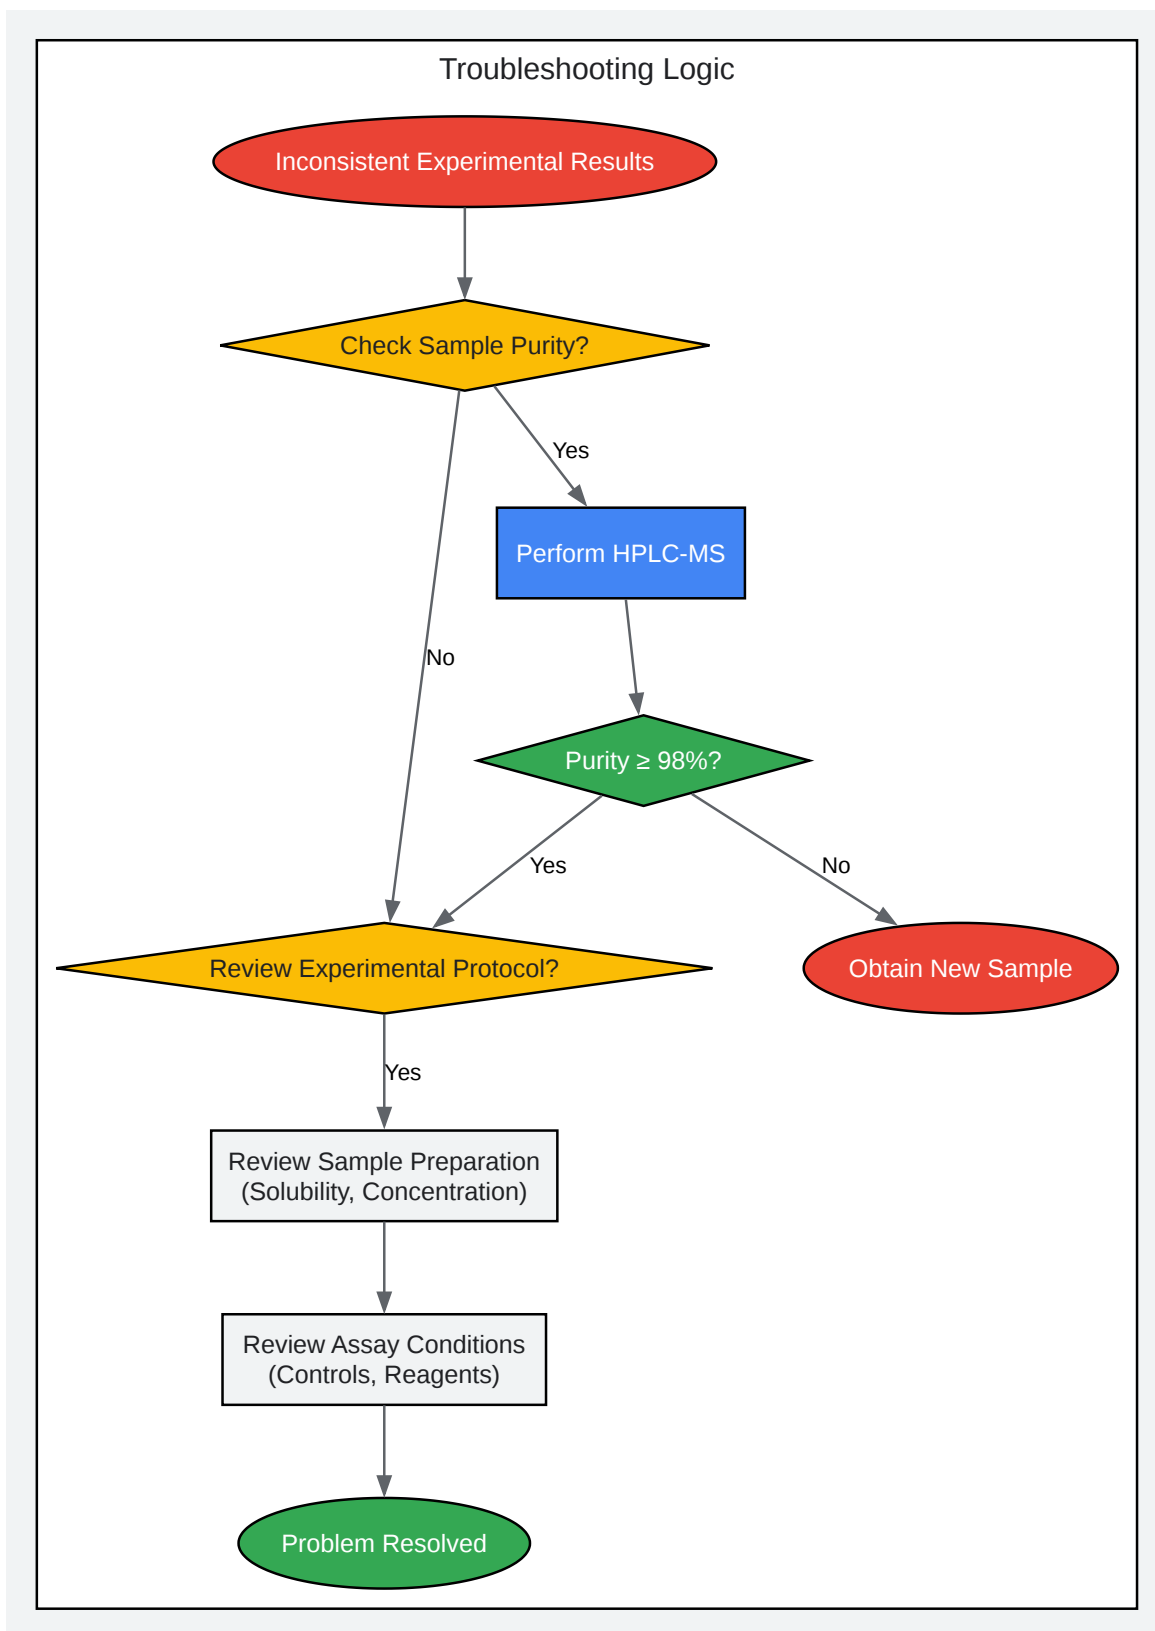 Troubleshooting Logic
Inconsistent Experimental Results
Check Sample Purity?
Yes
Perform HPLC-MS
No
Purity ≥ 98%?
Yes
No
Review Experimental Protocol?
Obtain New Sample
Yes
Review Sample Preparation
(Solubility, Concentration)
Review Assay Conditions
(Controls, Reagents)
Problem Resolved